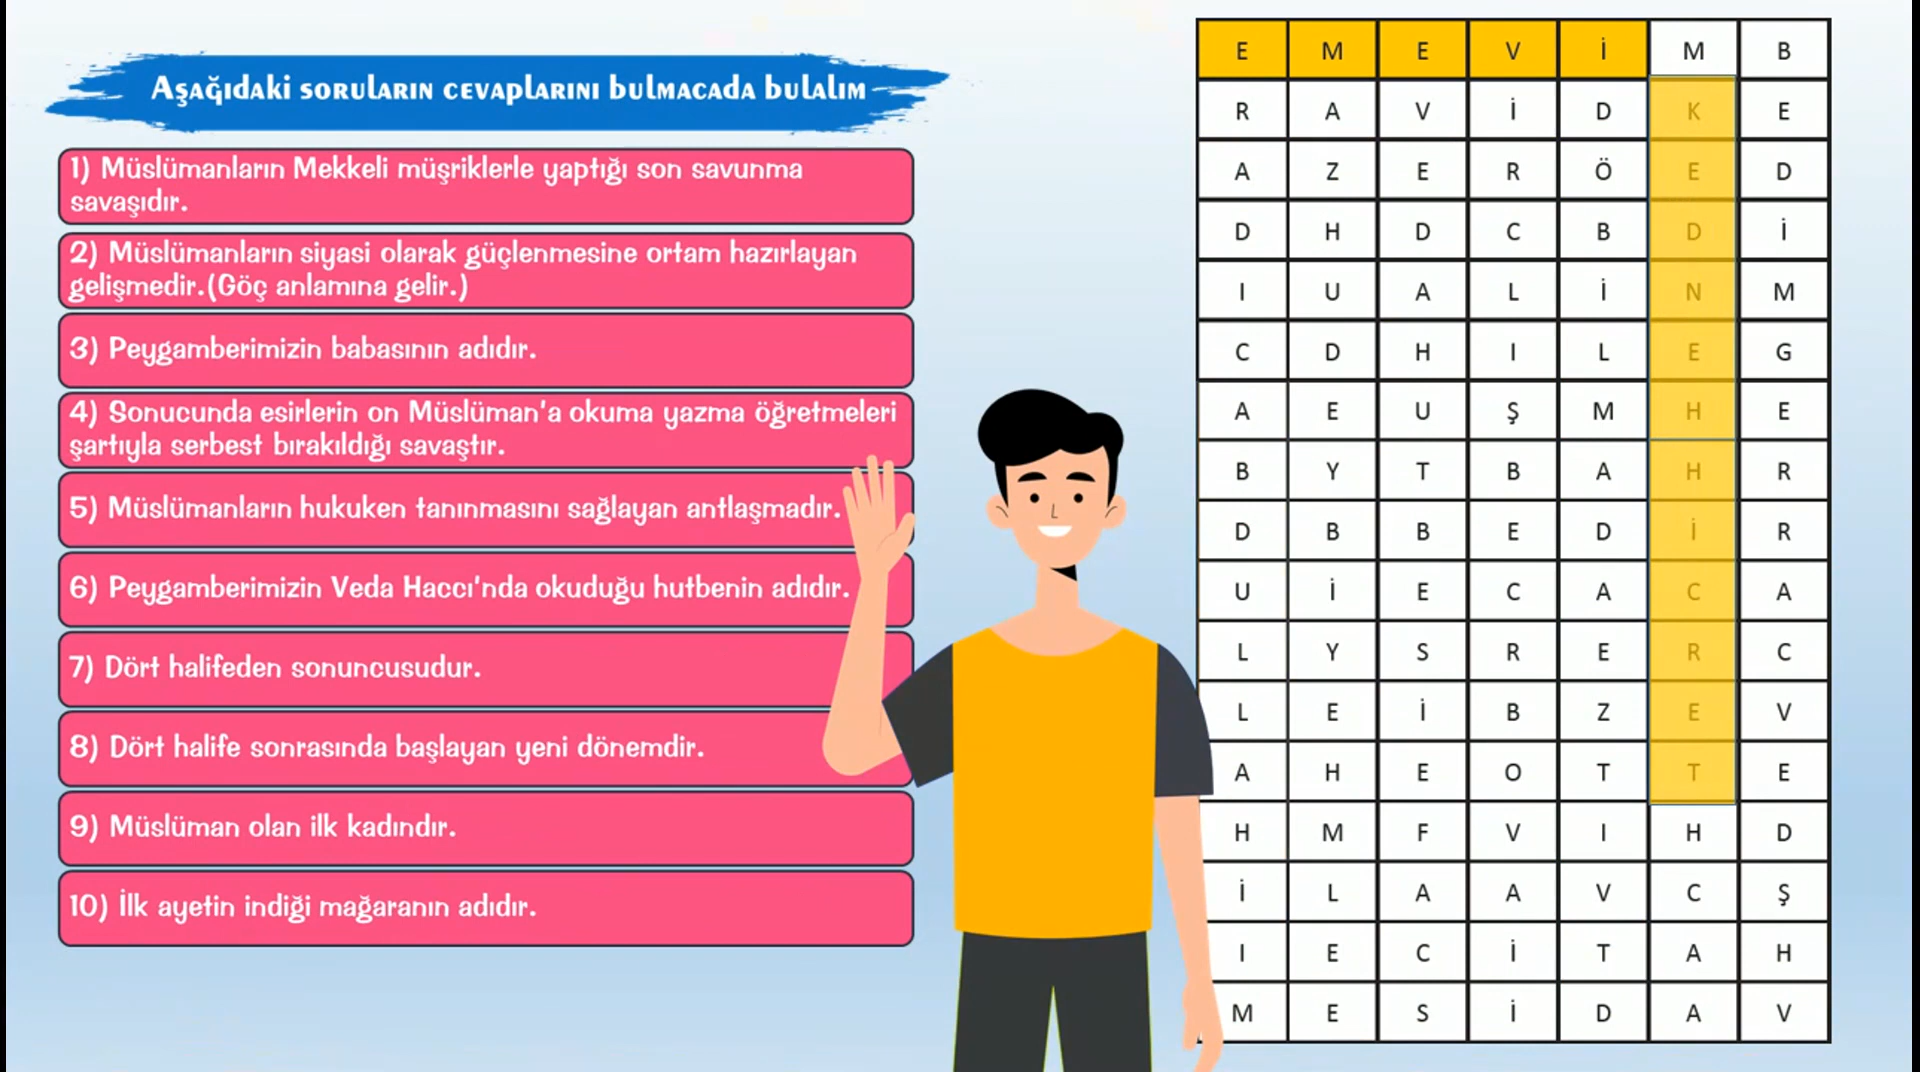 Aşağıdaki soruların cevaplarını bulmacada bulalım
1) Müslümanların Mekkeli müşriklerle yaptığı son savunma
savaşıdır.
2) Müslümanların siyasi olarak güçlenmesine ortam hazırlayan
gelişmedir.(Göç anlamına gelir.)
3) Peygamberimizin babasının adıdır.
4) Sonucunda esirlerin on Müslüman'a okuma yazma öğretmeleri
şartıyla serbest bırakıldığı savaştır.
5) Müslümanların hukuken tanınmasını sağlayan antlaşmadır.
6) Peygamberimizin Veda Haccı'nda okuduğu hutbenin adıdır.
7) Dört halifeden sonuncusudur.
8) Dört halife sonrasında başlayan yeni dönemdir.
9) Müslüman olan ilk kadındır.
10) İlk ayetin indiği mağaranın adıdır.
E M E V İ M B
R A V İ D K E
A Z E R Ö E D
D H D C B D İ
I U A L İ N M
C D H I L E G
A E U Ş M H E
B Y T B A H R
D B B E D İ R
U İ E C A C A
L Y S R E R C
L E İ B Z E V
A H E O T T E
H M F V I H D
İ L A A V C Ş
I E C İ T A H
M E S İ D A V